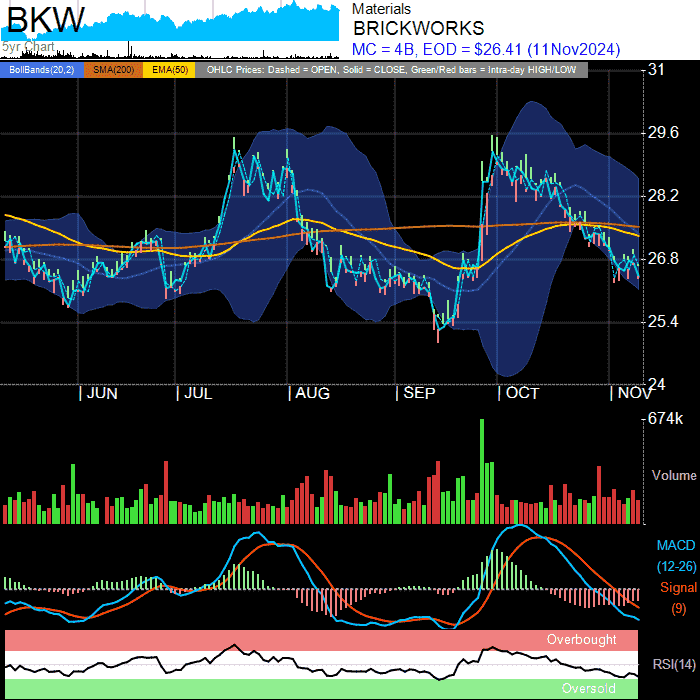 BKW
5yr Chart
Materials
BRICKWORKS
MC = 4B, EOD = $26.41 (11Nov2024)
BollBands(20,2) SMA(200) EMA(50) OHLC Prices: Dashed = OPEN, Solid = CLOSE, Green/Red bars = Intra-day HIGH/LOW
31
29.6
28.2
26.8
25.4
24
JUN JUL AUG SEP OCT NOV
674k
Volume
MACD
(12-26)
Signal
(9)
Overbought
RSI(14)
Oversold